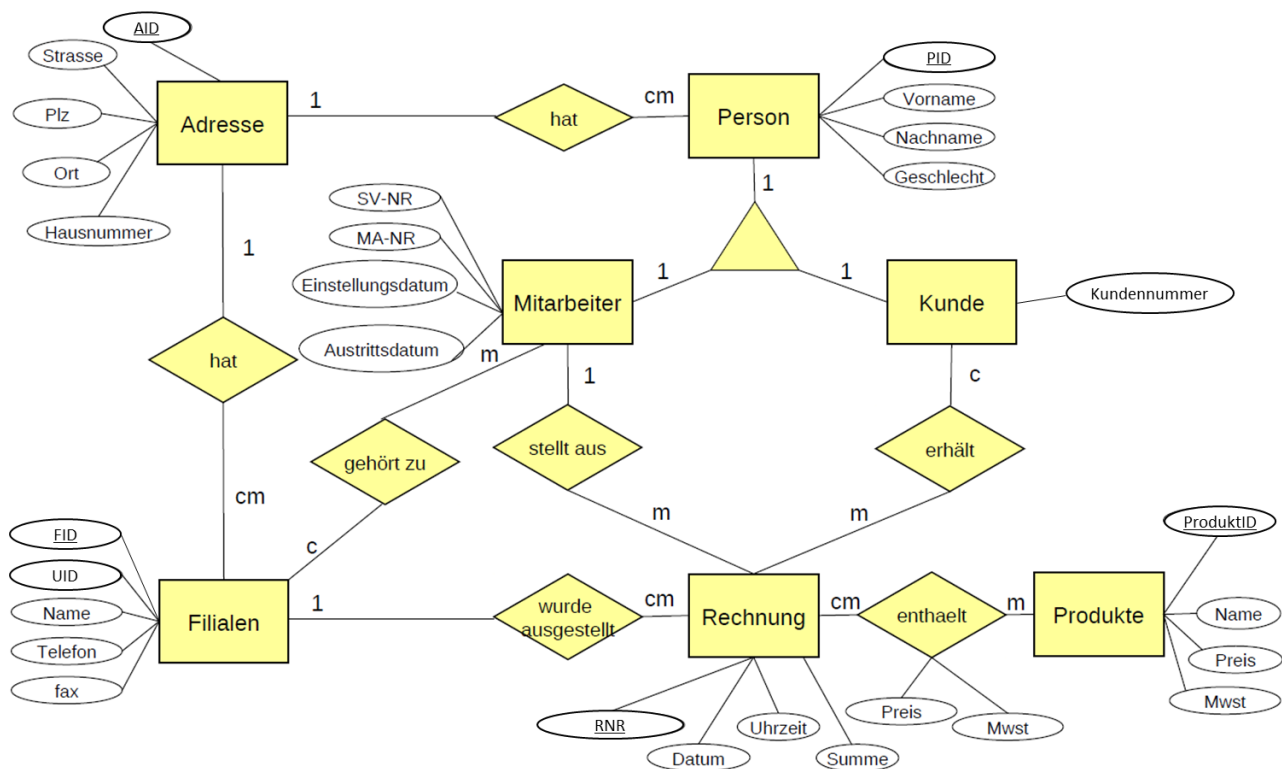 AID
Strasse
Plz
Ort
Hausnummer
Adresse
1
hat
cm
Person
PID
Vorname
Nachname
Geschlecht
1
1
hat
cm
SV-NR
MA-NR
Einstellungsdatum
Austrittsdatum
Mitarbeiter
1
1
Kunde
Kundennummer
m
gehört zu
c
1
stellt aus
m
c
erhält
m
FID
UID
Name
Telefon
fax
Filialen
1
wurde
ausgestellt
cm
Rechnung
cm
enthaelt
m
Produkte
ProduktID
Name
Preis
Mwst
RNR
Datum
Uhrzeit
Summe
Preis
Mwst